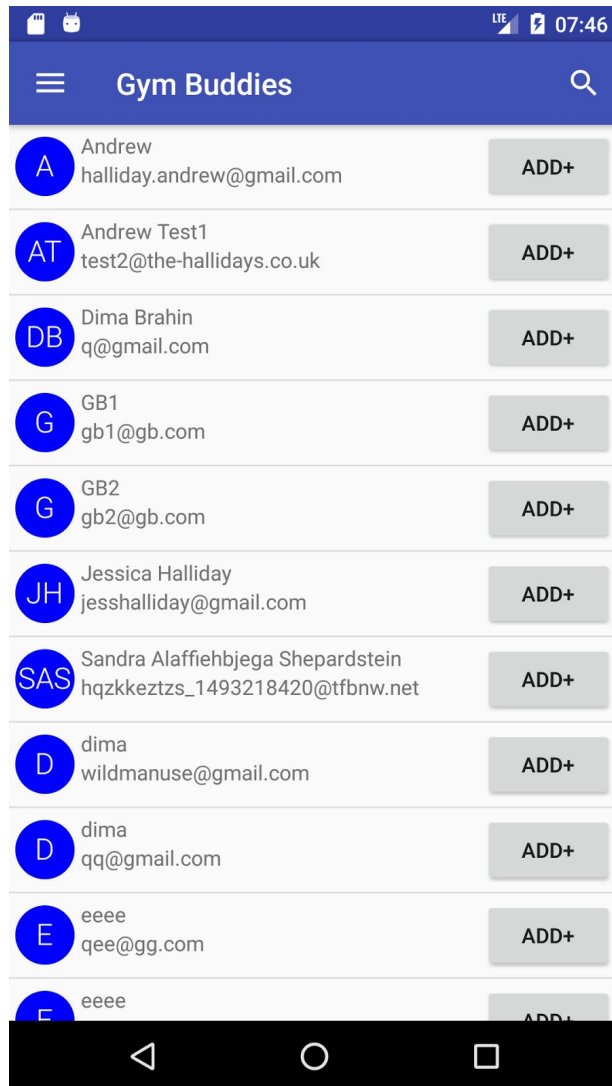 LTE 07:46
Gym Buddies
A
Andrew
halliday.andrew@gmail.com
ADD+
AT
Andrew Test1
test2@the-hallidays.co.uk
ADD+
DB
Dima Brahin
q@gmail.com
ADD+
G
GB1
gb1@gb.com
ADD+
G
GB2
gb2@gb.com
ADD+
JH
Jessica Halliday
jesshalliday@gmail.com
ADD+
SAS
Sandra Alaffiehbjega Shepardstein
hqzkkeztzs_1493218420@tfbnw.net
ADD+
D
dima
wildmanuse@gmail.com
ADD+
D
dima
qq@gmail.com
ADD+
E
eeee
qee@gg.com
ADD+
E
eeee
ADD+